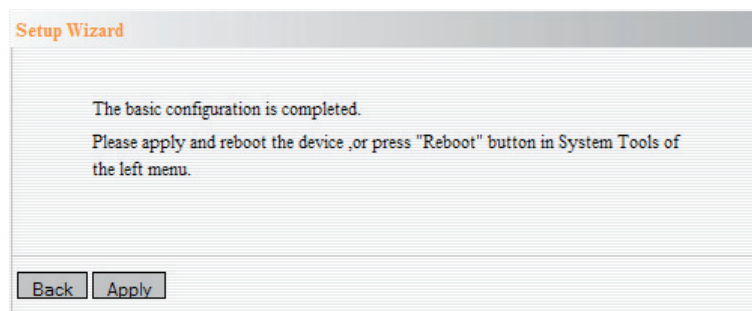 Setup Wizard
The basic configuration is completed.
Please apply and reboot the device ,or press "Reboot" button in System Tools of
the left menu.
Back Apply